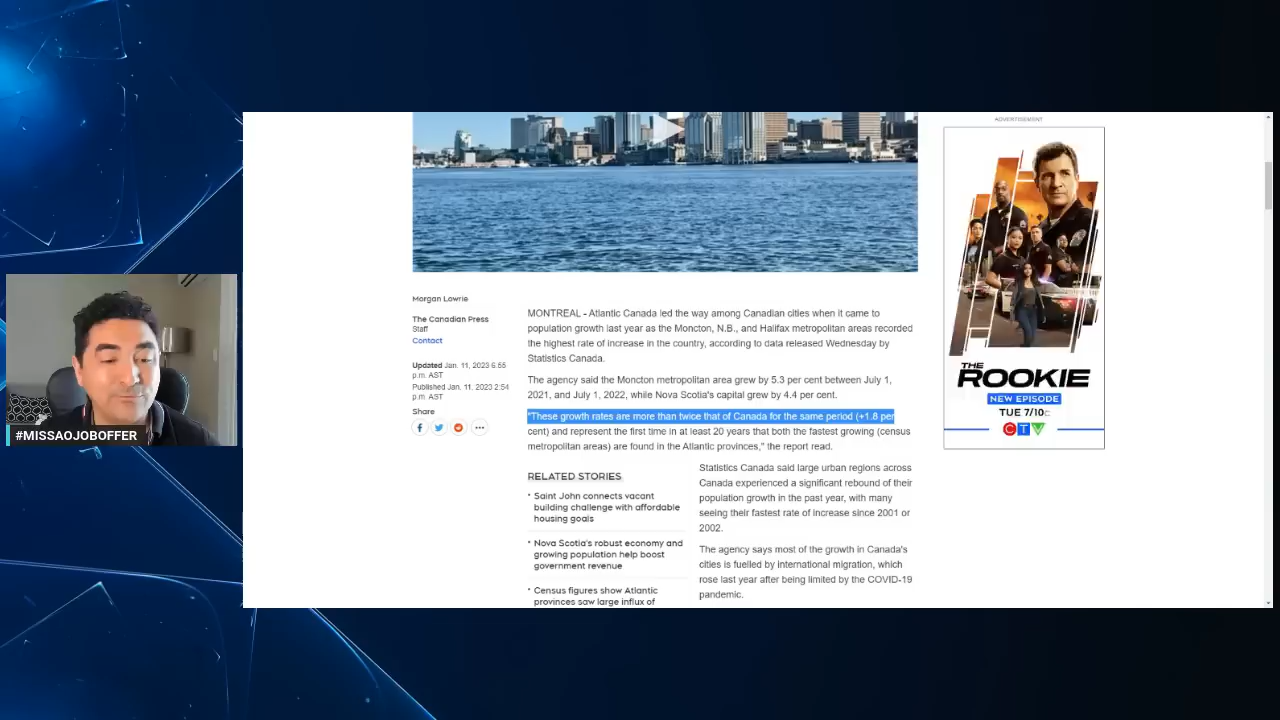 ADVERTISEMENT
THE
ROOKIE
NEW EPISODE
TUE 7/10c
CTV
Morgan Lowrie
The Canadian Press
Staff
Contact
Updated Jan. 11, 2023 6:55
p.m. AST
Published Jan. 11, 2023 2:54
p.m. AST
Share
MONTREAL - Atlantic Canada led the way among Canadian cities when it came to
population growth last year as the Moncton, N.B., and Halifax metropolitan areas recorded
the highest rate of increase in the country, according to data released Wednesday by
Statistics Canada.
The agency said the Moncton metropolitan area grew by 5.3 per cent between July 1,
2021, and July 1, 2022, while Nova Scotia's capital grew by 4.4 per cent.
"These growth rates are more than twice that of Canada for the same period (+1.8 per
cent) and represent the first time in at least 20 years that both the fastest growing (census
metropolitan areas) are found in the Atlantic provinces," the report read.
RELATED STORIES
• Saint John connects vacant
building challenge with affordable
housing goals
• Nova Scotia's robust economy and
growing population help boost
government revenue
• Census figures show Atlantic
provinces saw large influx of
Statistics Canada said large urban regions across
Canada experienced a significant rebound of their
population growth in the past year, with many
seeing their fastest rate of increase since 2001 or
2002.
The agency says most of the growth in Canada's
cities is fuelled by international migration, which
rose last year after being limited by the COVID-19
pandemic.
#MISSAOJOBOFFER